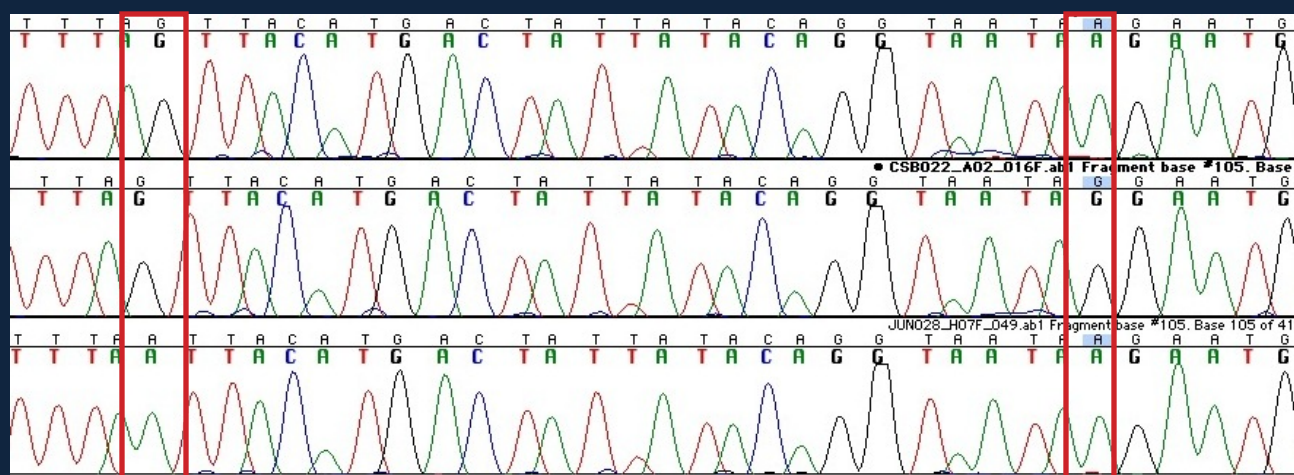 T T T A G T T A C A T G A C T A T T A T A C A G G T A A T A A G A A T G
T T T A G T T A C A T G A C T A T T A T A C A G G T A A T A A G A A T G
● CSB022_A02_016F.ab1 Fragment base #105. Base
T T A G T T A C A T G A C T A T T A T A C A G G T A A T A G G A A T G
T T A G T T A C A T G A C T A T T A T A C A G G T A A T A G G A A T G
JUN028_H07F_049.ab1 Fragment base #105. Base 105 of 41
T T T A A T T A C A T G A C T A T T A T A C A G G T A A T A A G A A T G
T T T A A T T A C A T G A C T A T T A T A C A G G T A A T A A G A A T G